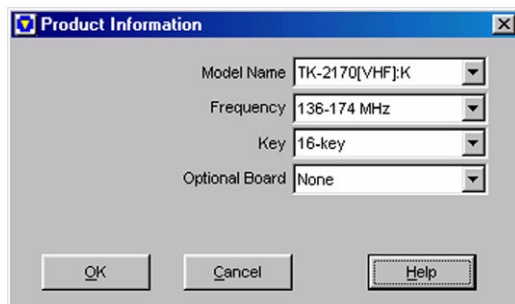 Product Information
Model Name TK-2170[VHF]:K
Frequency 136-174 MHz
Key 16-key
Optional Board None
OK Cancel Help